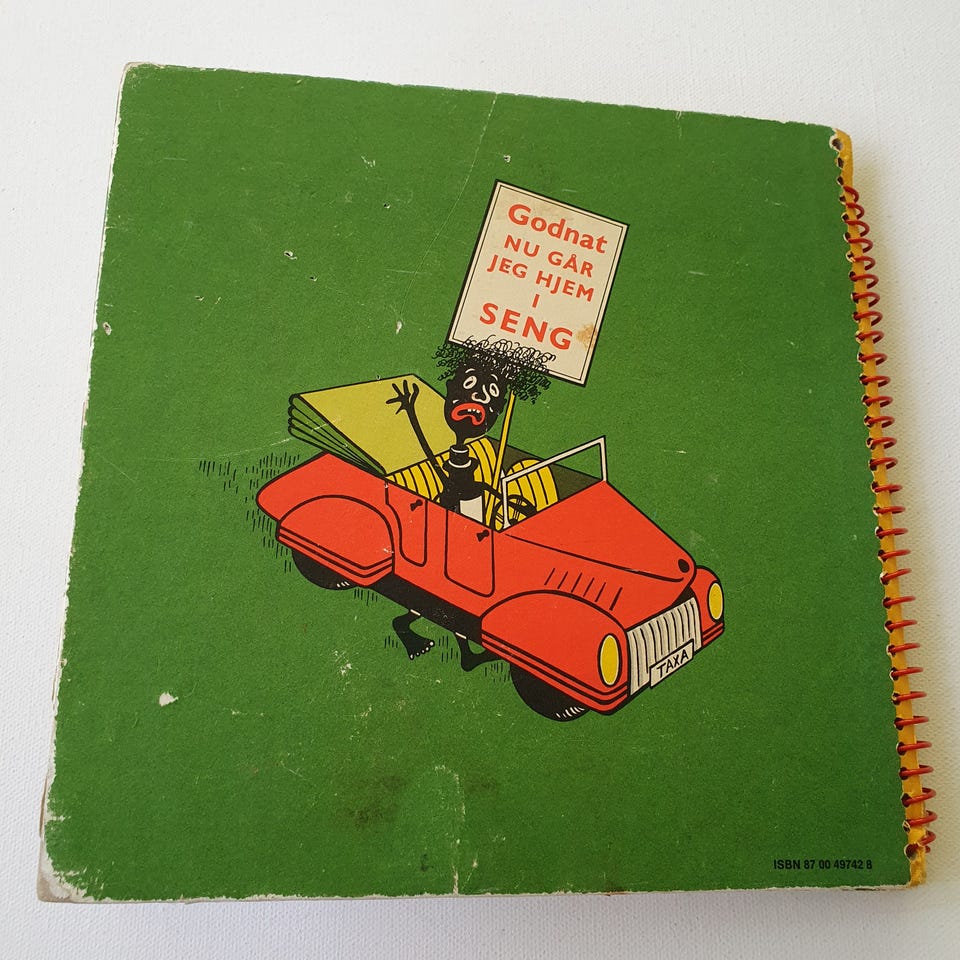 Godnat
NU GÅR
JEG HJEM
I
SENG
TAXA
ISBN 87 00 49742 8